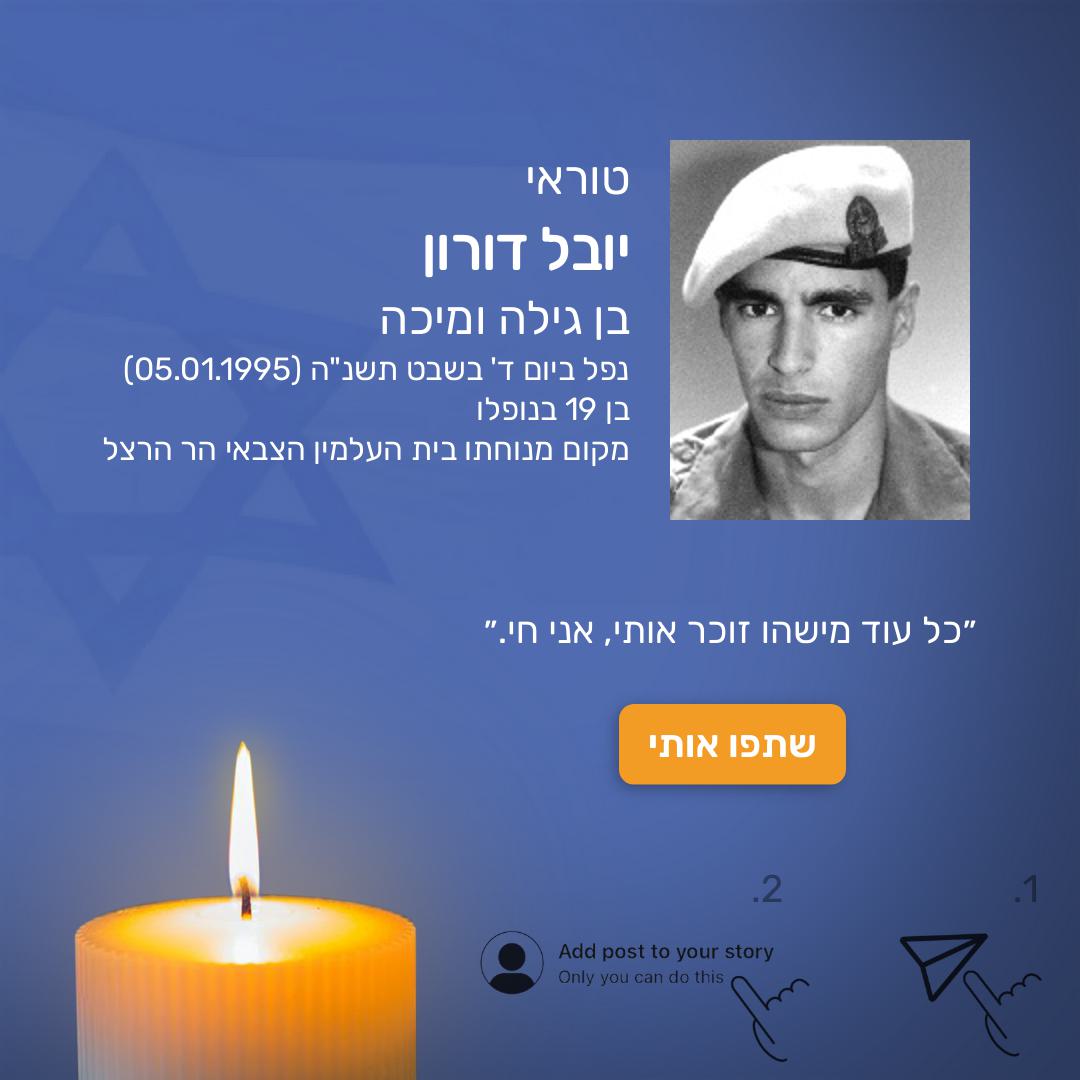 טוראי
יובל דורון
בן גילה ומיכה
נפל ביום ד' בשבט תשנ"ה (05.01.1995)
בן 19 בנופלו
מקום מנוחתו בית העלמין הצבאי הר הרצל
״כל עוד מישהו זוכר אותי, אני חי.״
שתפו אותי
.1
.2
Add post to your story
Only you can do this